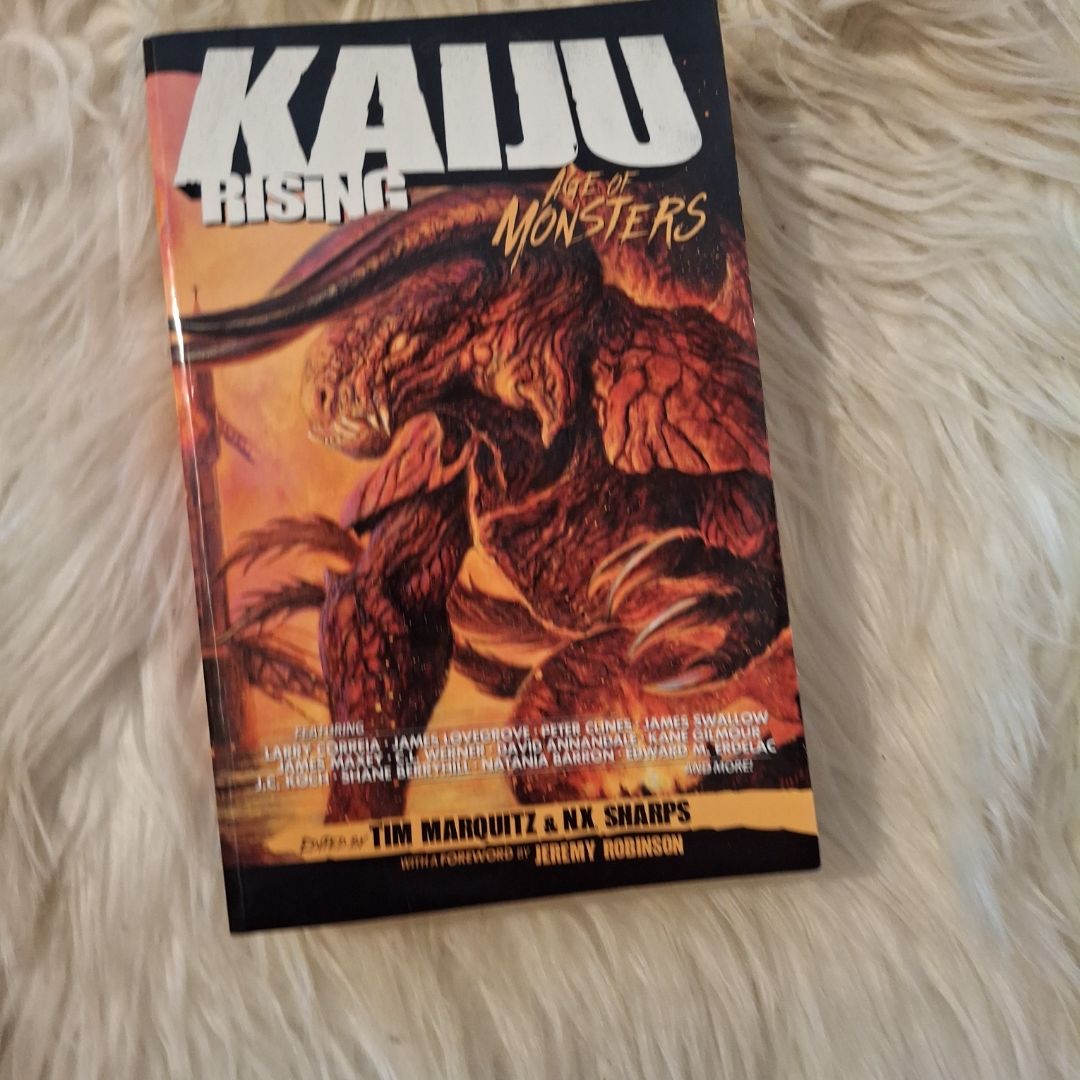 KAIJU
RISING
AGE OF
MONSTERS
FEATURING
LARRY CORREIA · JAMES LOVEGROVE · PETER CLINES · JAMES SWALLOW
JAMES MAXEY · C.L. WERNER · DAVID ANNANDALE · KANE GILMOUR
J.C. KOCH · SHANE BERRYHILL · NATANIA BARRON · EDWARD M. ERDELAC
AND MORE!
EDITED BY TIM MARQUITZ & NX SHARPS
WITH A FOREWORD BY JEREMY ROBINSON